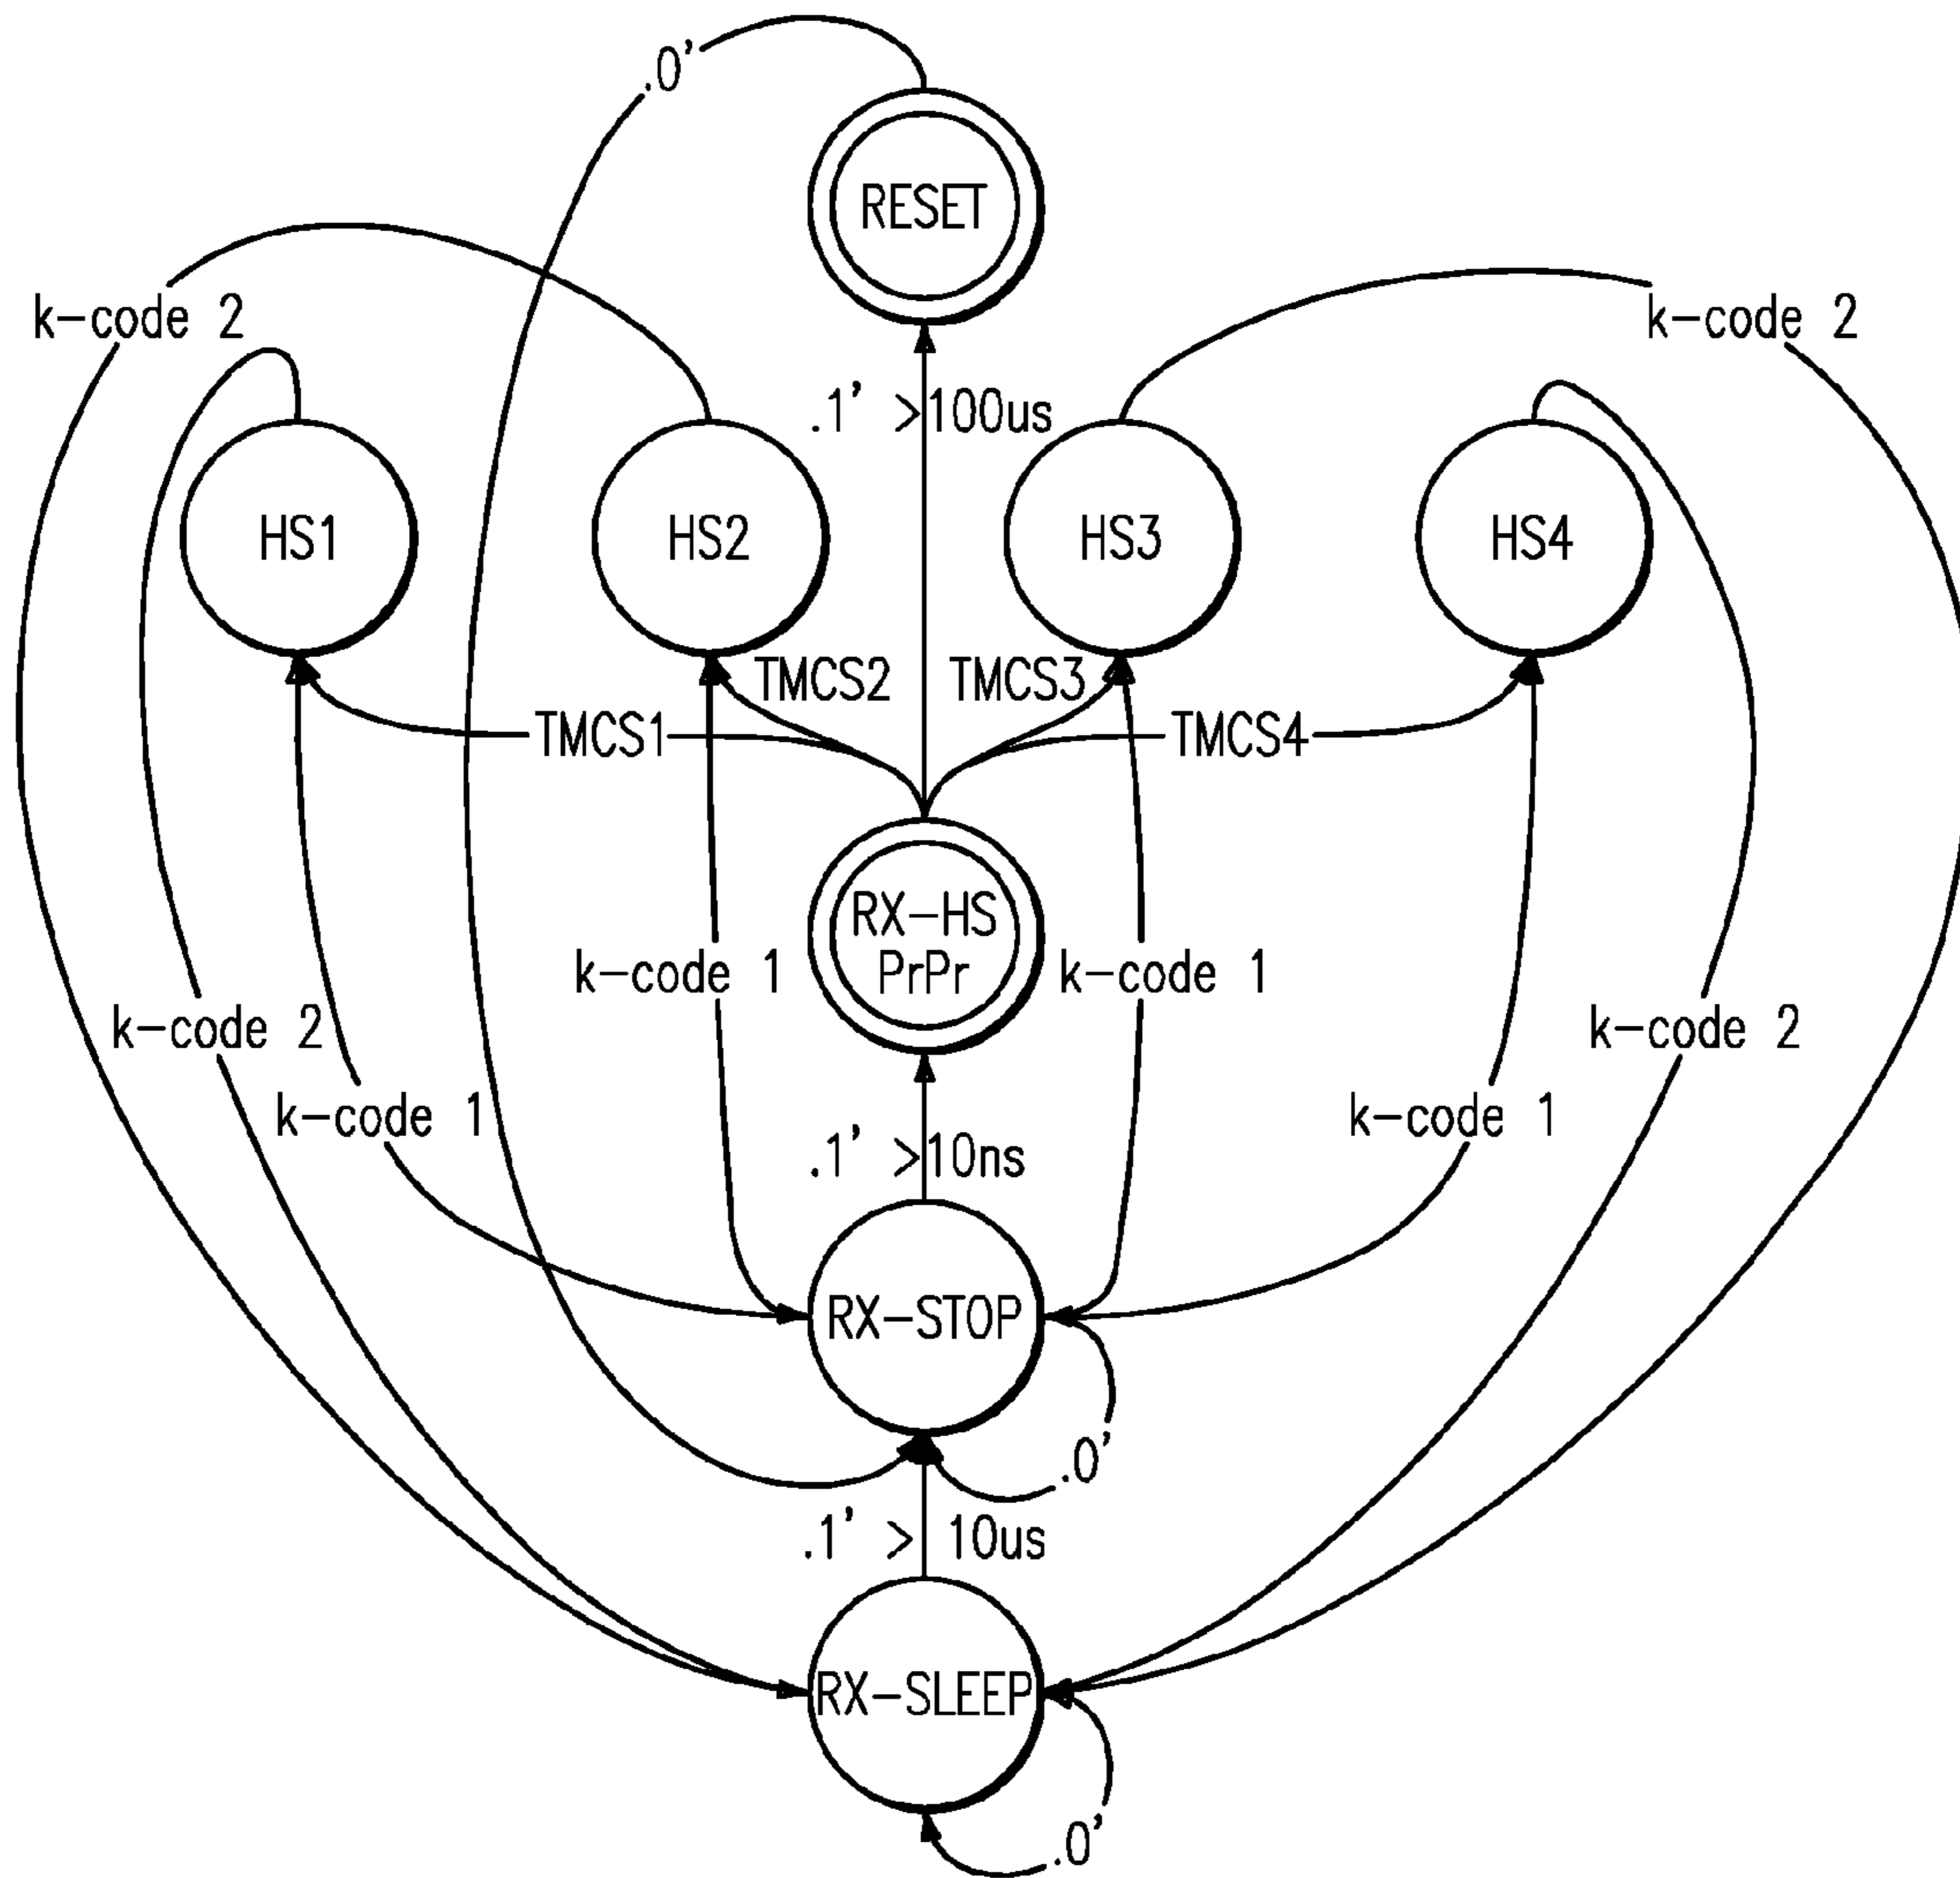 .0'
RESET
k-code 2
k-code 2
.1' >100us
HS1
HS2
HS3
HS4
TMCS2
TMCS3
TMCS1
TMCS4
RX-HS
PrPr
k-code 1
k-code 1
k-code 2
k-code 2
k-code 1
k-code 1
.1' >10ns
RX-STOP
.0'
.1' > 10us
RX-SLEEP
.0'